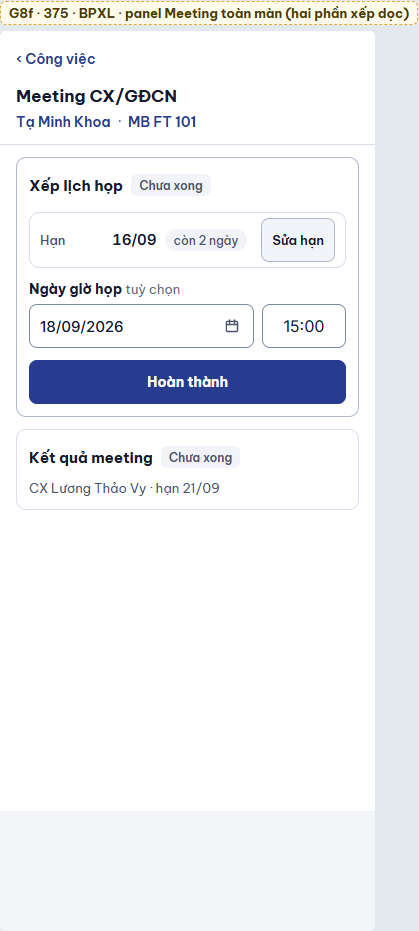 G8f · 375 · BPXL · panel Meeting toàn màn (hai phần xếp dọc)
‹ Công việc
Meeting CX/GĐCN
Tạ Minh Khoa · MB FT 101
Xếp lịch họp Chưa xong
Hạn 16/09 còn 2 ngày Sửa hạn
Ngày giờ họp tuỳ chọn
18/09/2026 15:00
Hoàn thành
Kết quả meeting Chưa xong
CX Lương Thảo Vy · hạn 21/09